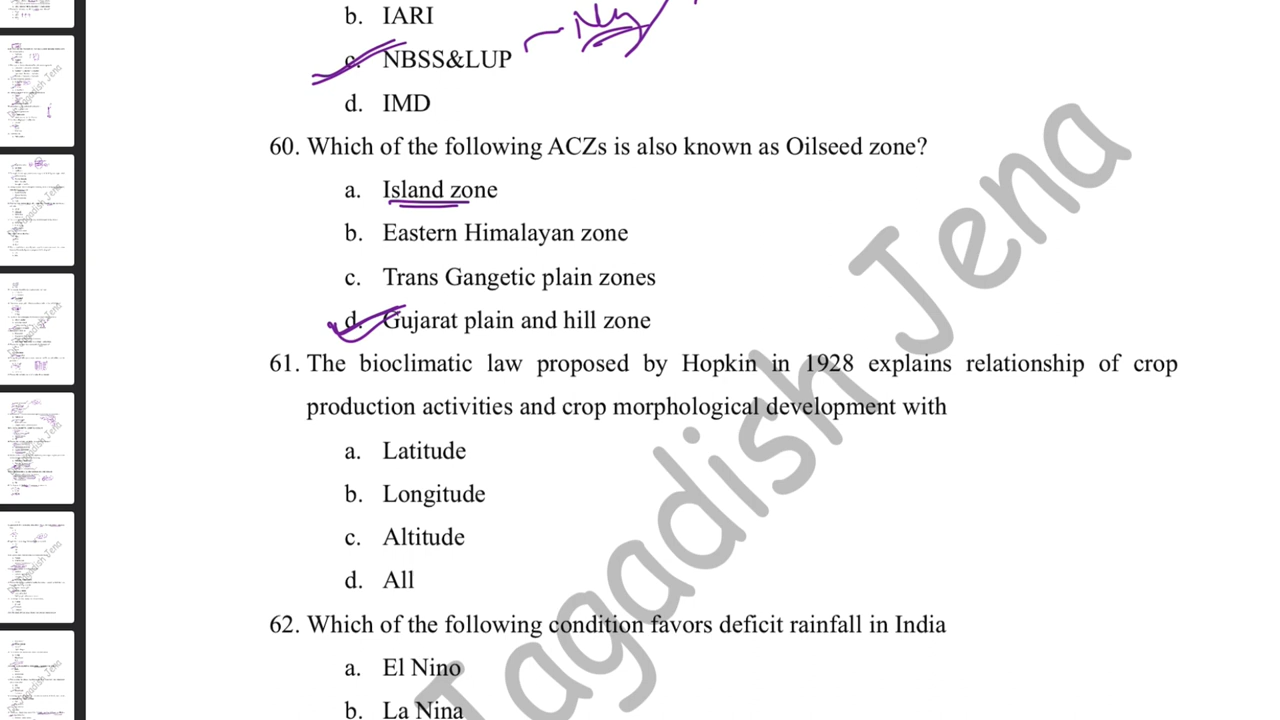 b. IARI
c. NBSS&LUP
d. IMD
60. Which of the following ACZs is also known as Oilseed zone?
a. Island zone
b. Eastern Himalayan zone
c. Trans Gangetic plain zones
d. Gujarat plain and hill zone
61. The bioclimatic law proposed by Hopkin in 1928 explains relationship of crop
production activities and crop morphological development with
a. Latitude
b. Longitude
c. Altitude
d. All
62. Which of the following condition favors deficit rainfall in India
a. El Nino
b. La Nina
Jagadish Jena